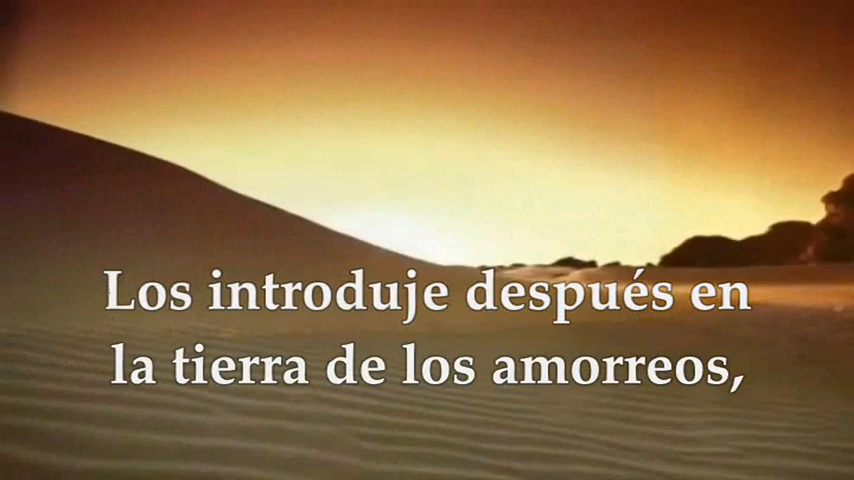 Los introduje después en
la tierra de los amorreos,